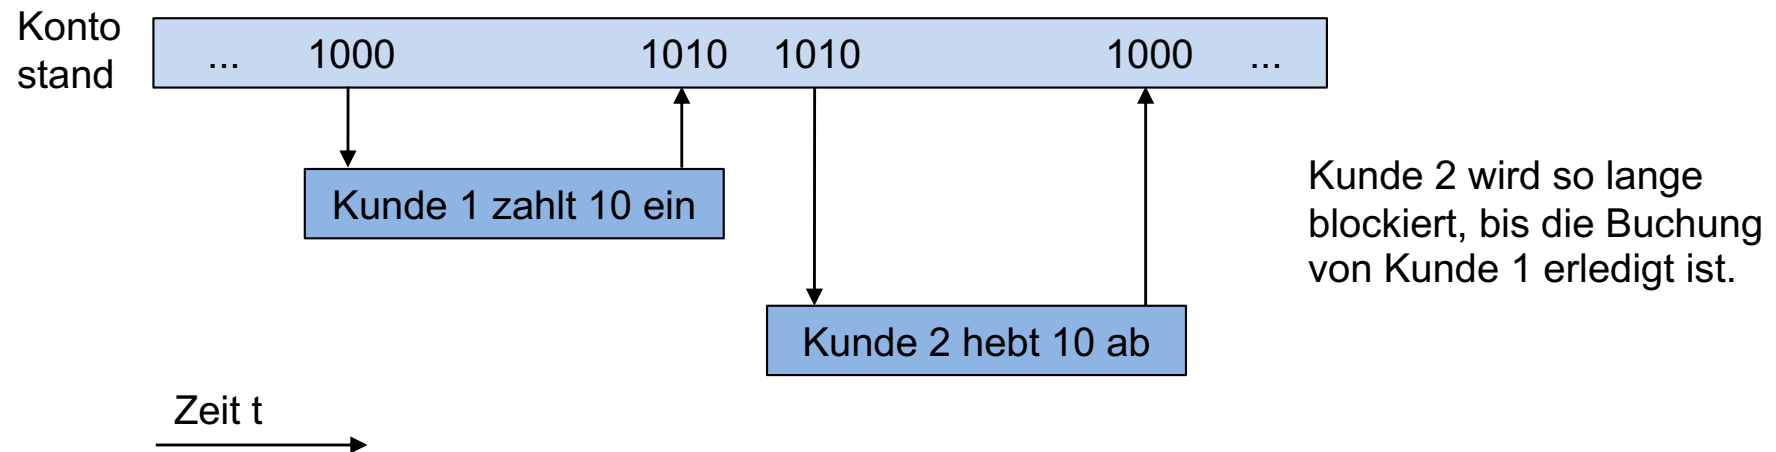 Konto
stand
... 1000 1010 1010 1000 ...
Kunde 1 zahlt 10 ein
Kunde 2 wird so lange
blockiert, bis die Buchung
von Kunde 1 erledigt ist.
Kunde 2 hebt 10 ab
Zeit t